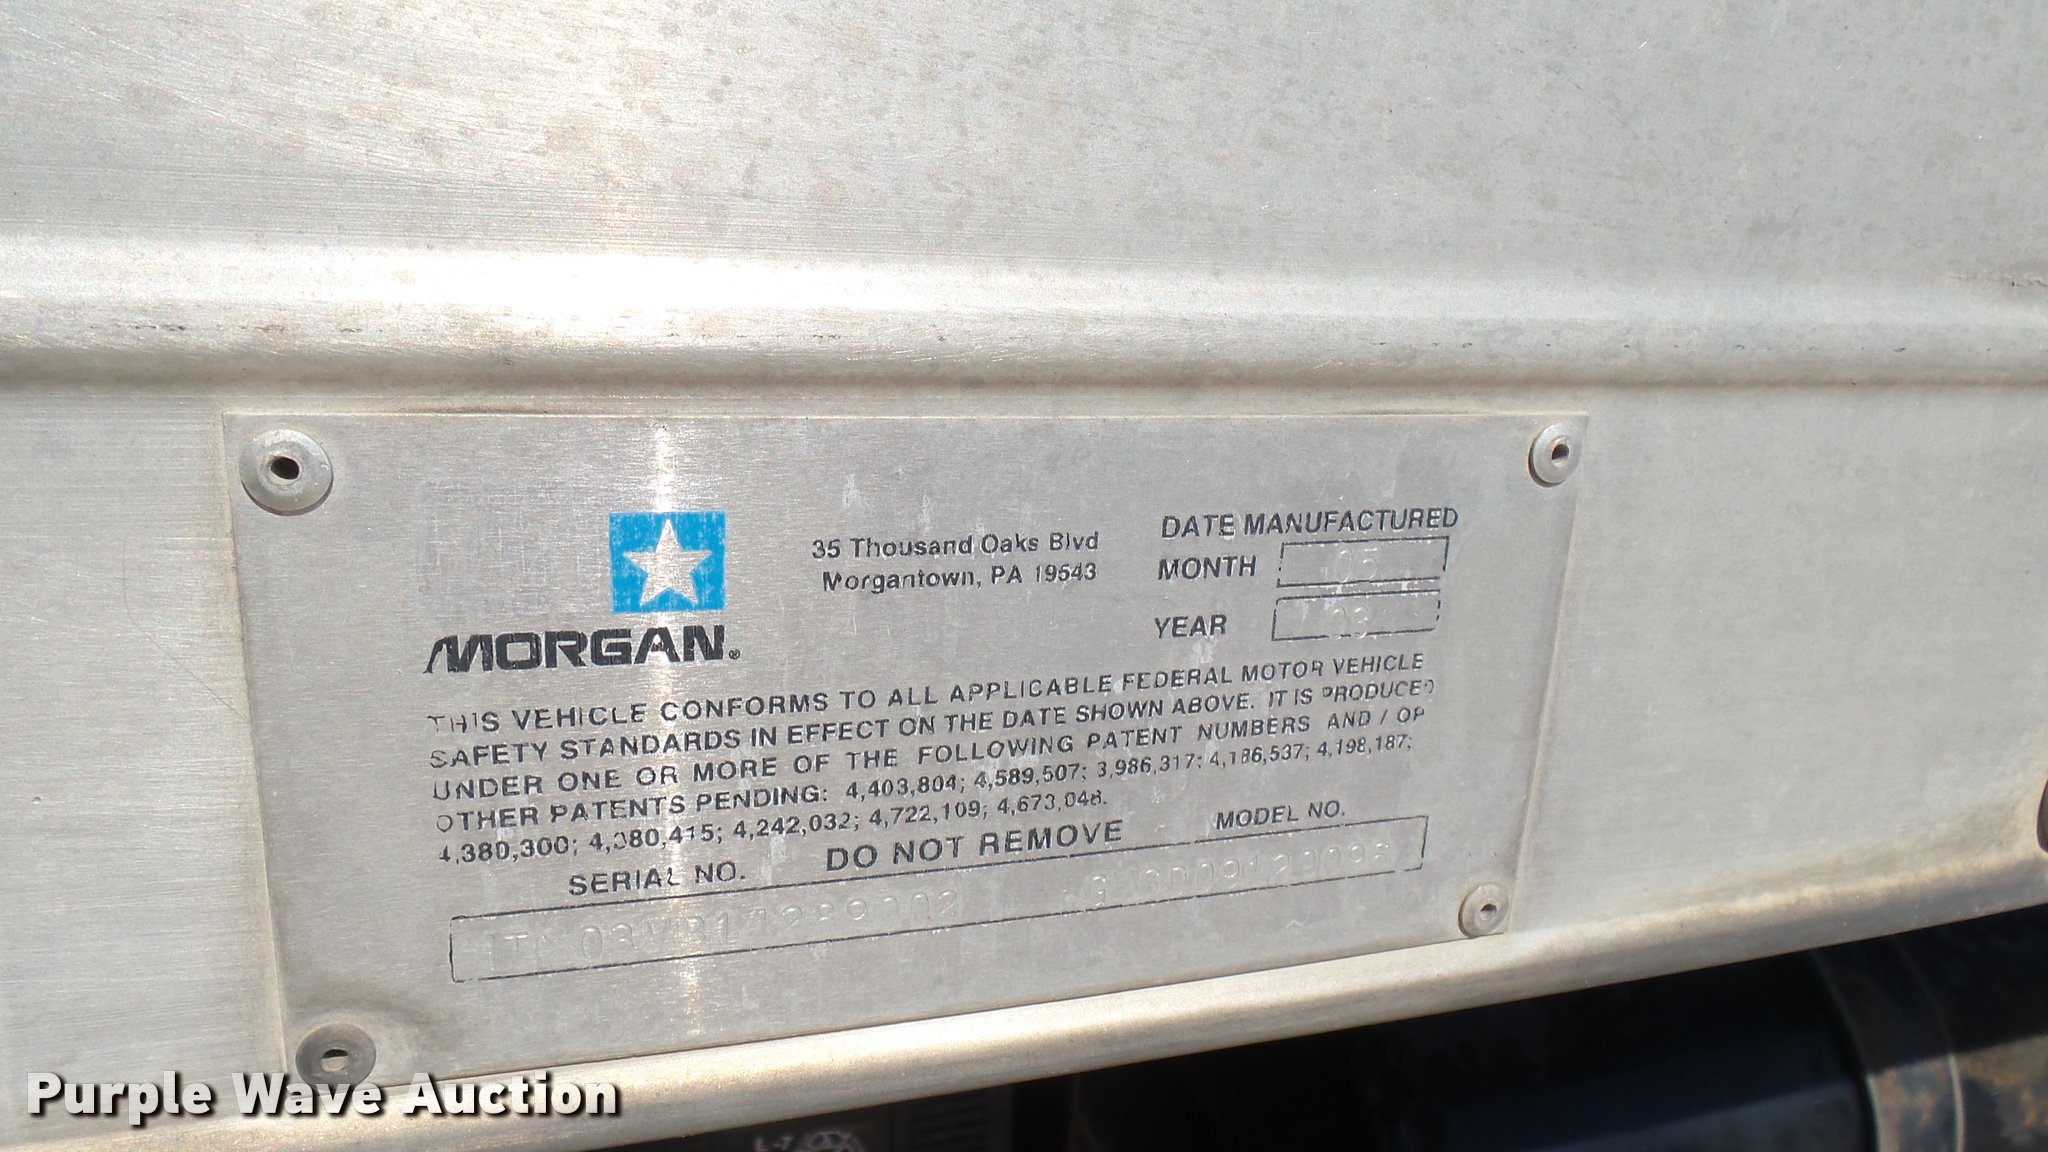 35 Thousand Oaks Blvd
Morgantown, PA 19543
DATE MANUFACTURED
MONTH 05
YEAR 03
MORGAN®
THIS VEHICLE CONFORMS TO ALL APPLICABLE FEDERAL MOTOR VEHICLE
SAFETY STANDARDS IN EFFECT ON THE DATE SHOWN ABOVE. IT IS PRODUCED
UNDER ONE OR MORE OF THE FOLLOWING PATENT NUMBERS AND / OR
OTHER PATENTS PENDING: 4,403,804; 4,589,507; 3,986,317; 4,186,537; 4,198,187;
4,380,300; 4,380,415; 4,242,032; 4,722,109; 4,673,048.
SERIAL NO. DO NOT REMOVE MODEL NO.
Purple Wave Auction
L-7